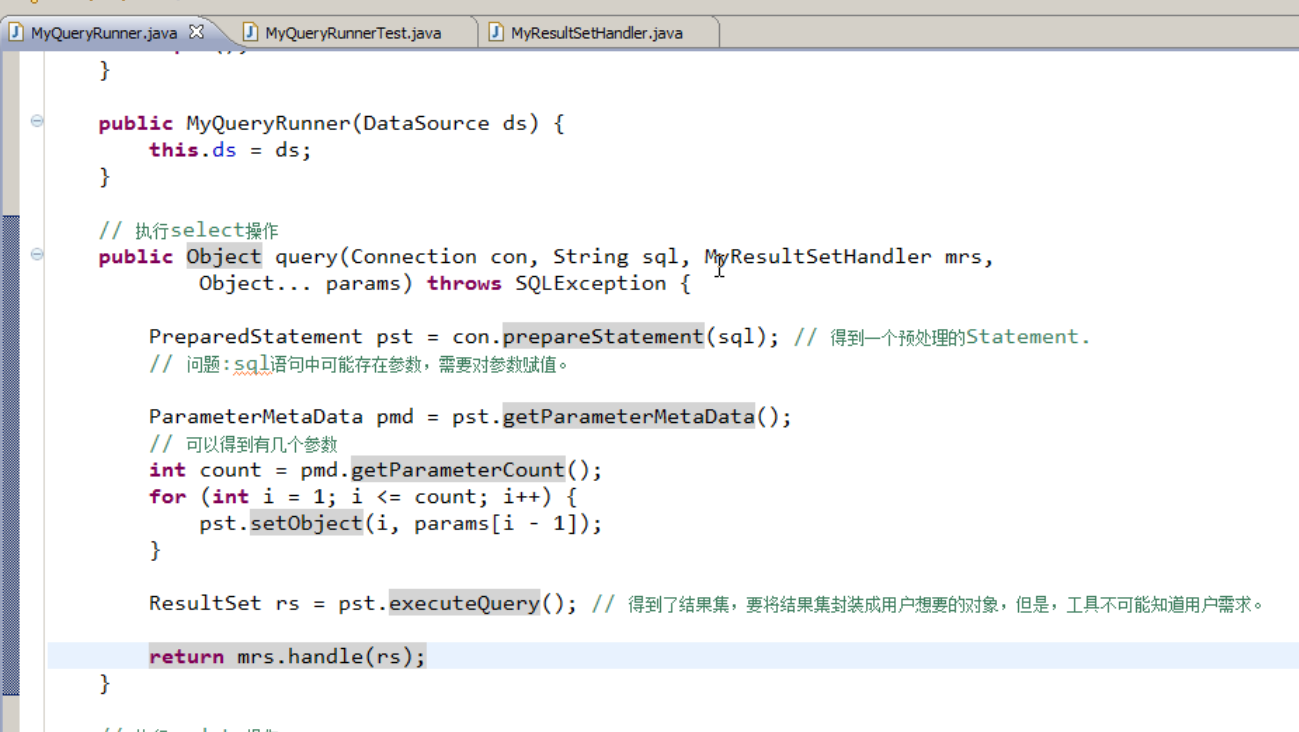 MyQueryRunner.java MyQueryRunnerTest.java MyResultSetHandler.java
}
public MyQueryRunner(DataSource ds) {
this.ds = ds;
}
// 执行select操作
public Object query(Connection con, String sql, MyResultSetHandler mrs,
Object... params) throws SQLException {
PreparedStatement pst = con.prepareStatement(sql); // 得到一个预处理的Statement.
// 问题:sql语句中可能存在参数，需要对参数赋值。
ParameterMetaData pmd = pst.getParameterMetaData();
// 可以得到有几个参数
int count = pmd.getParameterCount();
for (int i = 1; i <= count; i++) {
pst.setObject(i, params[i - 1]);
}
ResultSet rs = pst.executeQuery(); // 得到了结果集，要将结果集封装成用户想要的对象，但是，工具不可能知道用户需求。
return mrs.handle(rs);
}